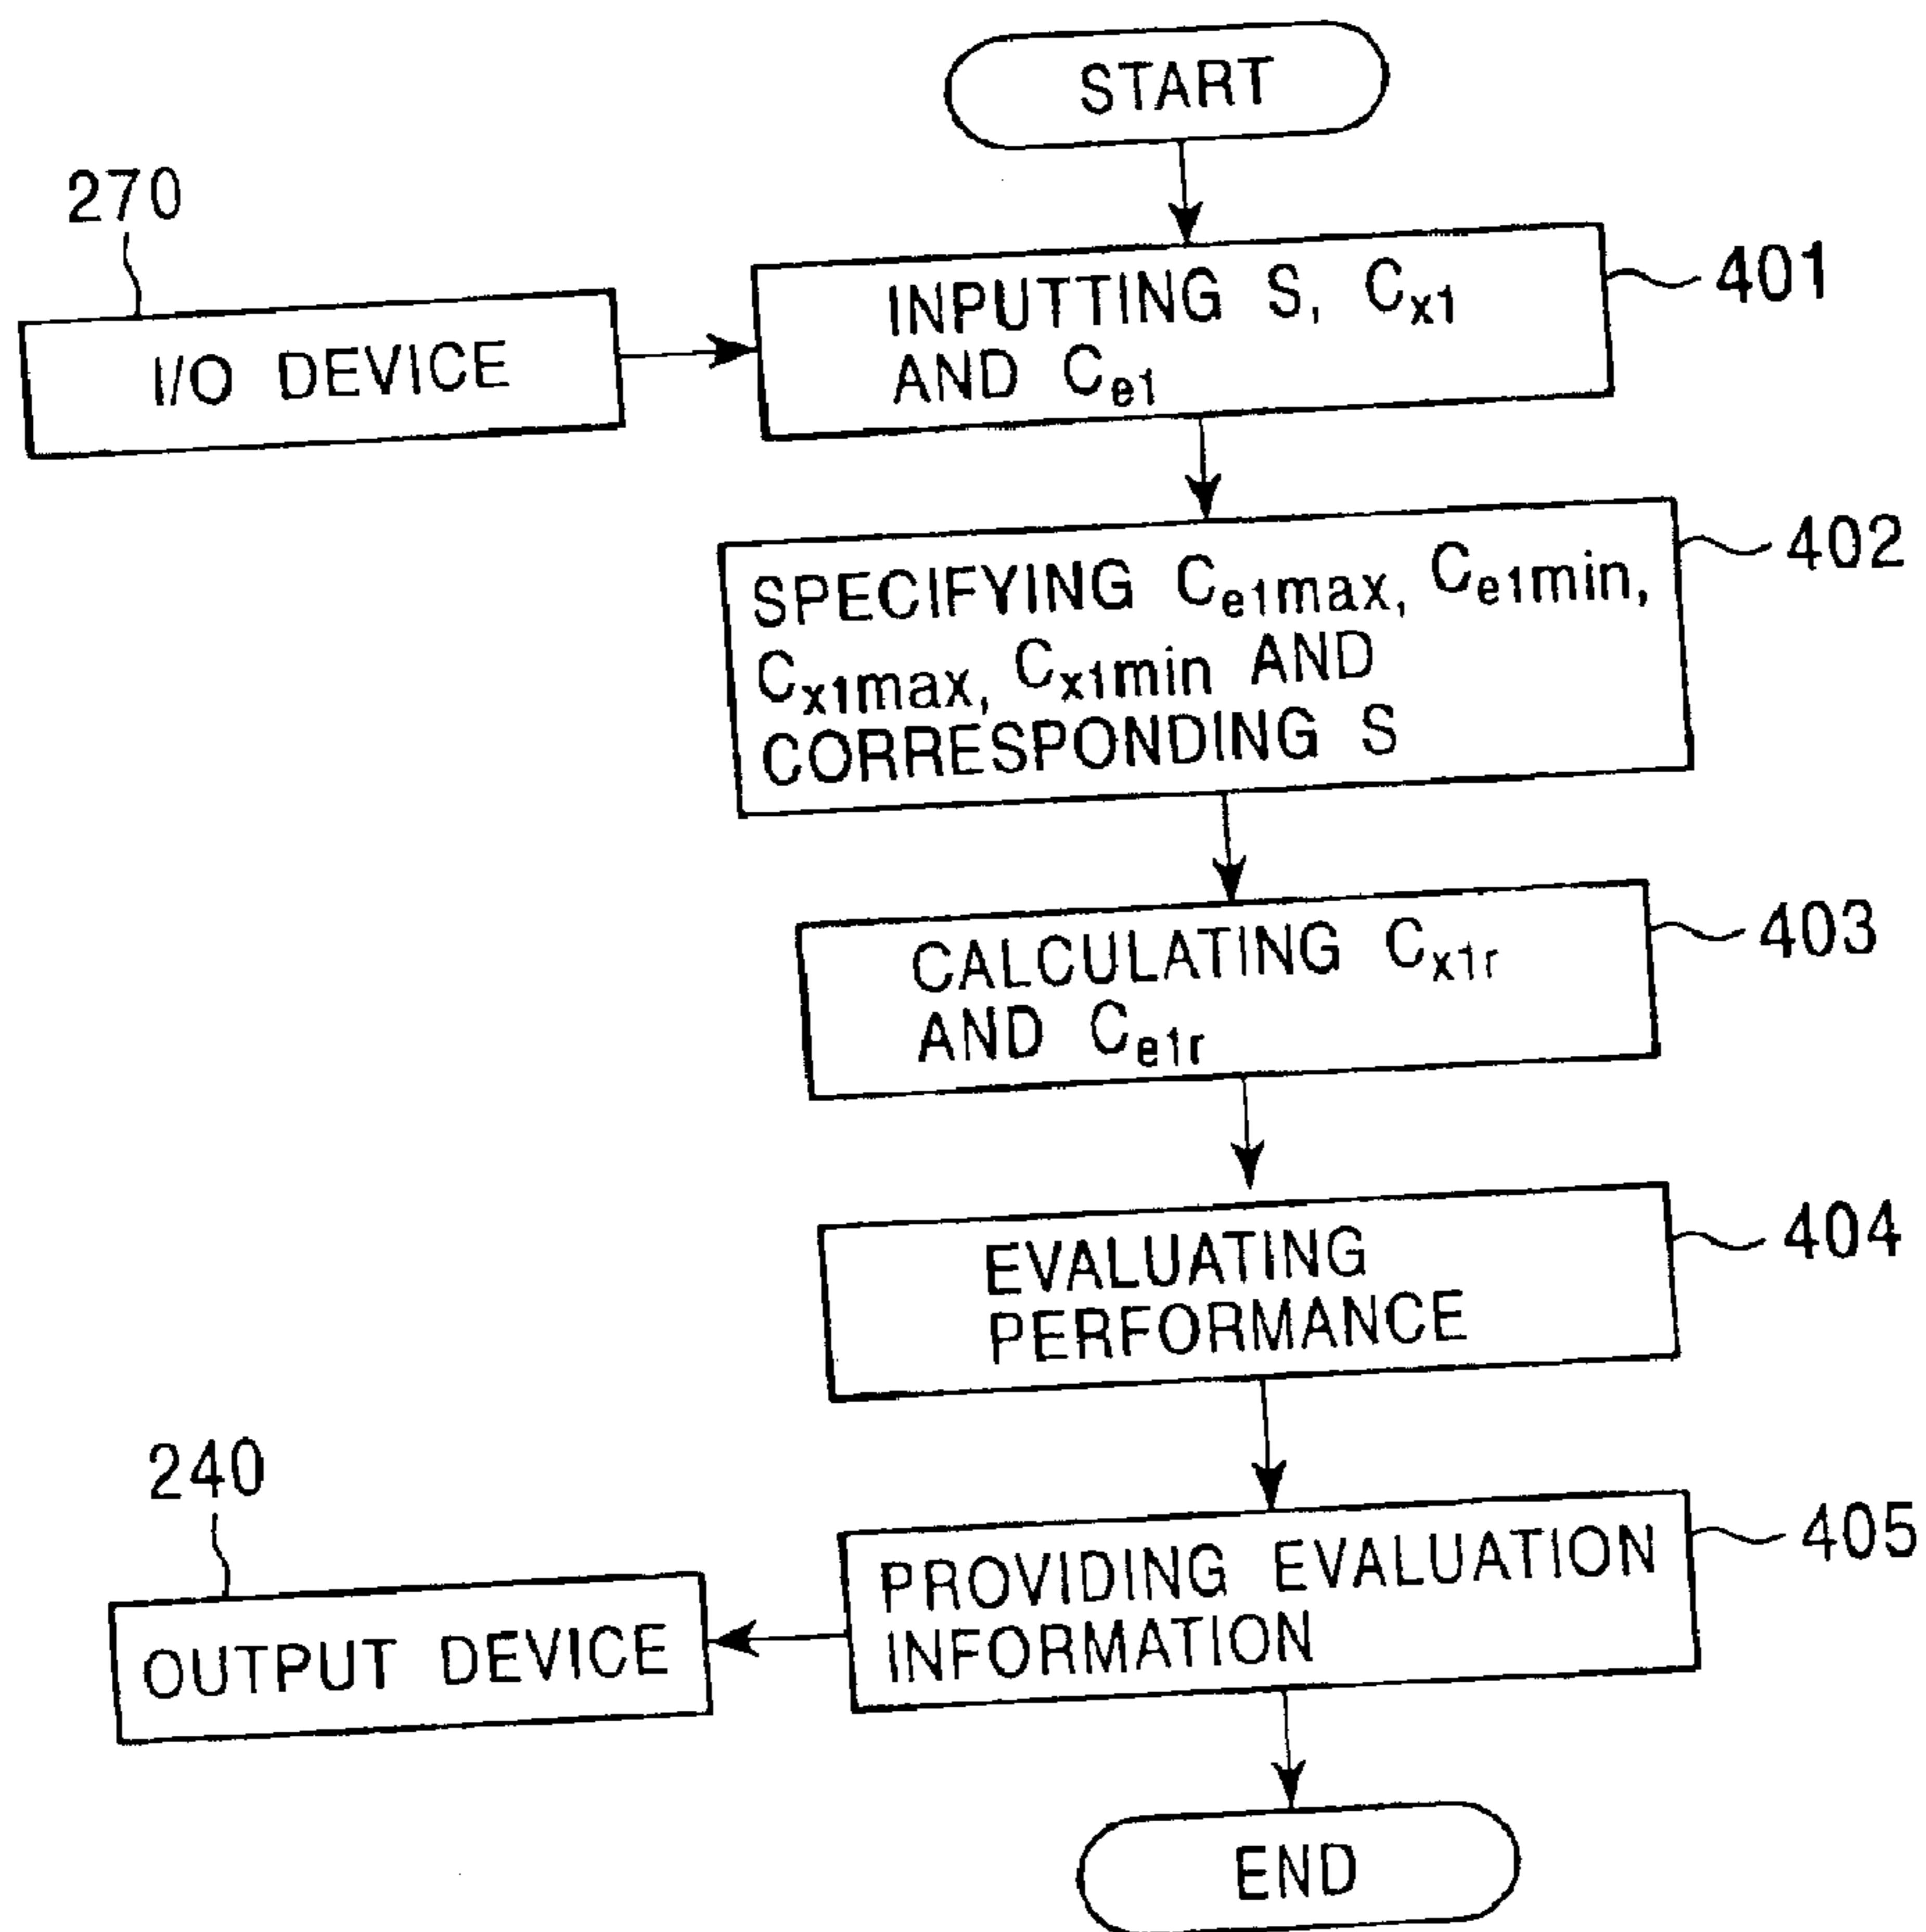 START
270
I/O DEVICE
INPUTTING S, Cx1
AND Ce1
401
SPECIFYING Ce1max, Ce1min,
Cx1max, Cx1min AND
CORRESPONDING S
402
CALCULATING Cx1r
AND Ce1r
403
EVALUATING
PERFORMANCE
404
240
OUTPUT DEVICE
PROVIDING EVALUATION
INFORMATION
405
END